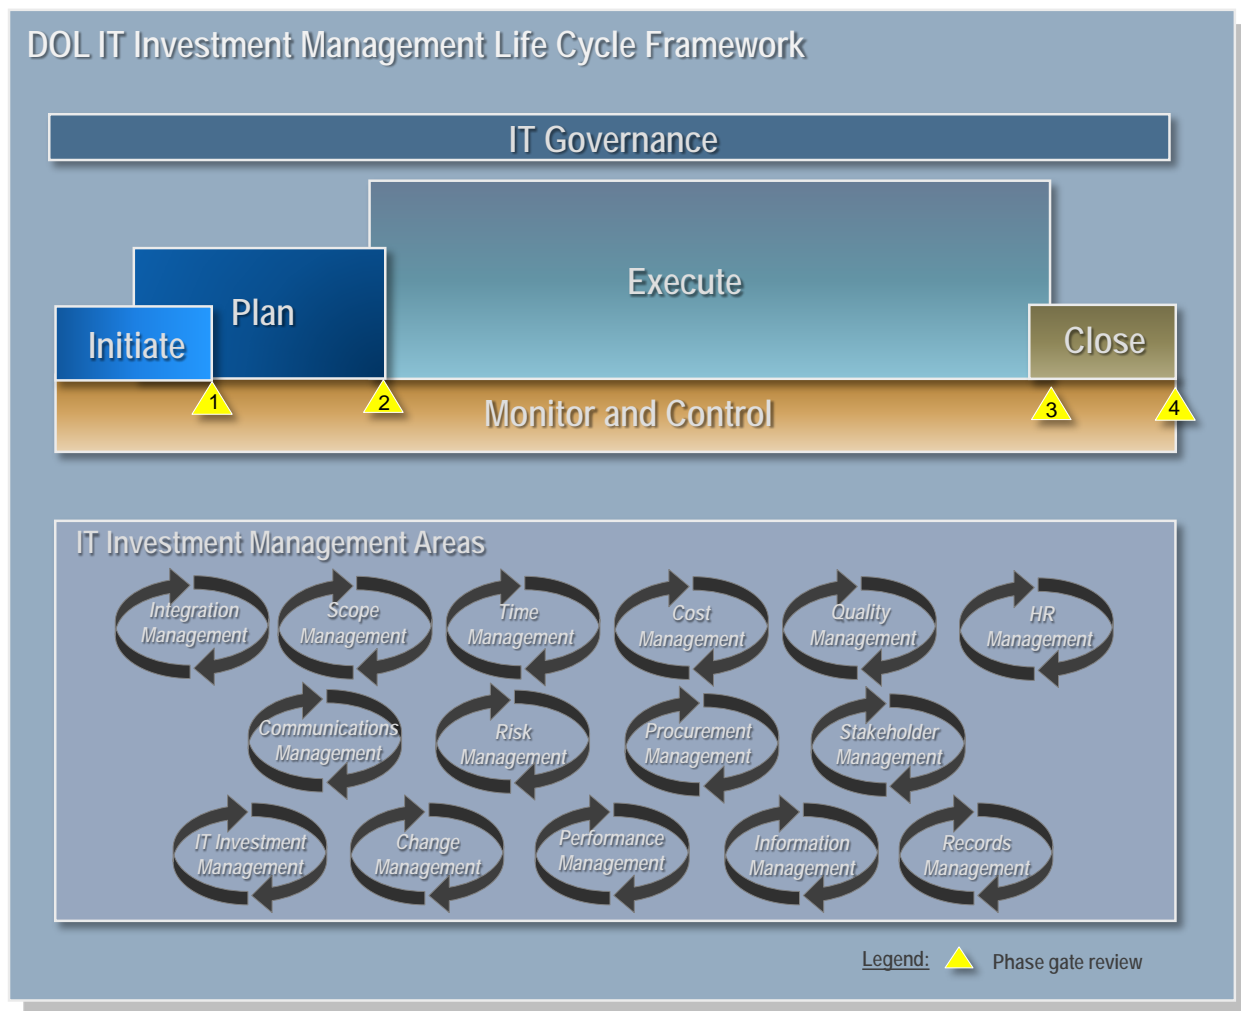 DOL IT Investment Management Life Cycle Framework
IT Governance
Execute
Plan
Initiate
Close
1
2
3
4
Monitor and Control
IT Investment Management Areas
Integration
Management
Scope
Management
Time
Management
Cost
Management
Quality
Management
HR
Management
Communications
Management
Risk
Management
Procurement
Management
Stakeholder
Management
IT Investment
Management
Change
Management
Performance
Management
Information
Management
Records
Management
Legend:
Phase gate review